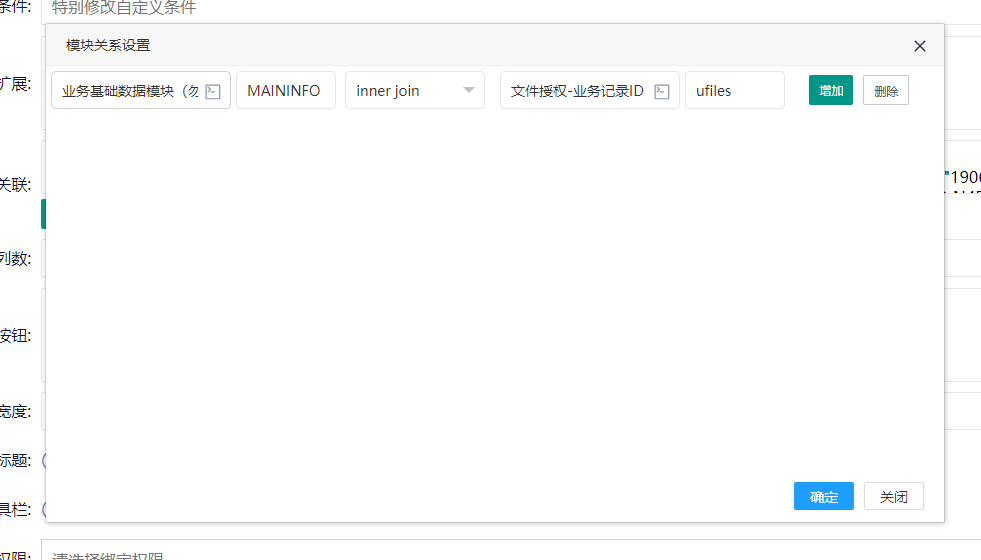 条件: 特别修改自定义条件
模块关系设置
业务基础数据模块（勿 MAININFO inner join 文件授权-业务记录ID ufiles 增加 删除
扩展:
关联:
"1906
列数:
按钮:
宽度:
标题:
具栏:
确定 关闭
权限: 请选择绑定权限